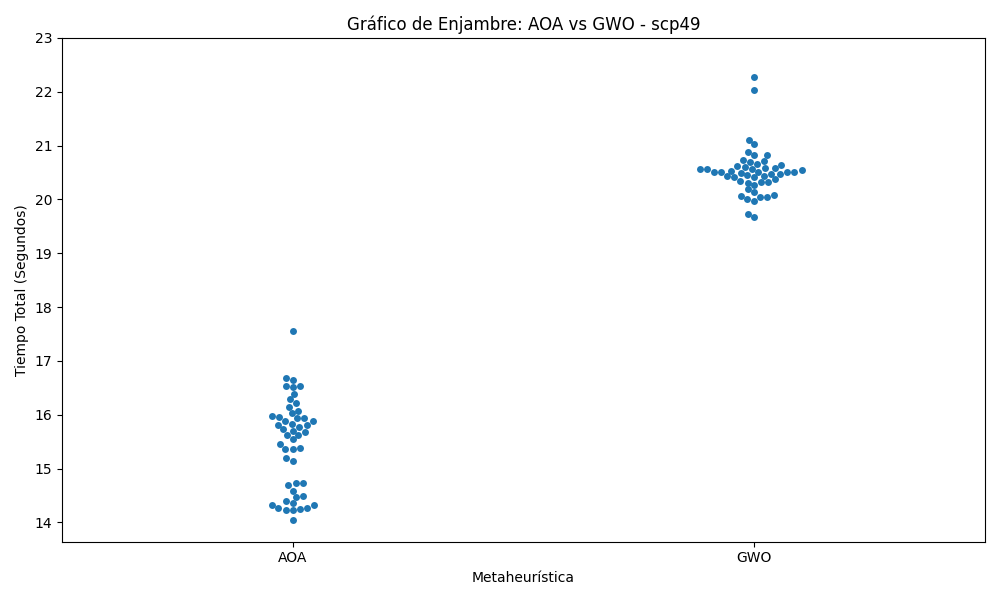 Gráfico de Enjambre: AOA vs GWO - scp49
Tiempo Total (Segundos)
23
22
21
20
19
18
17
16
15
14
AOA
GWO
Metaheurística